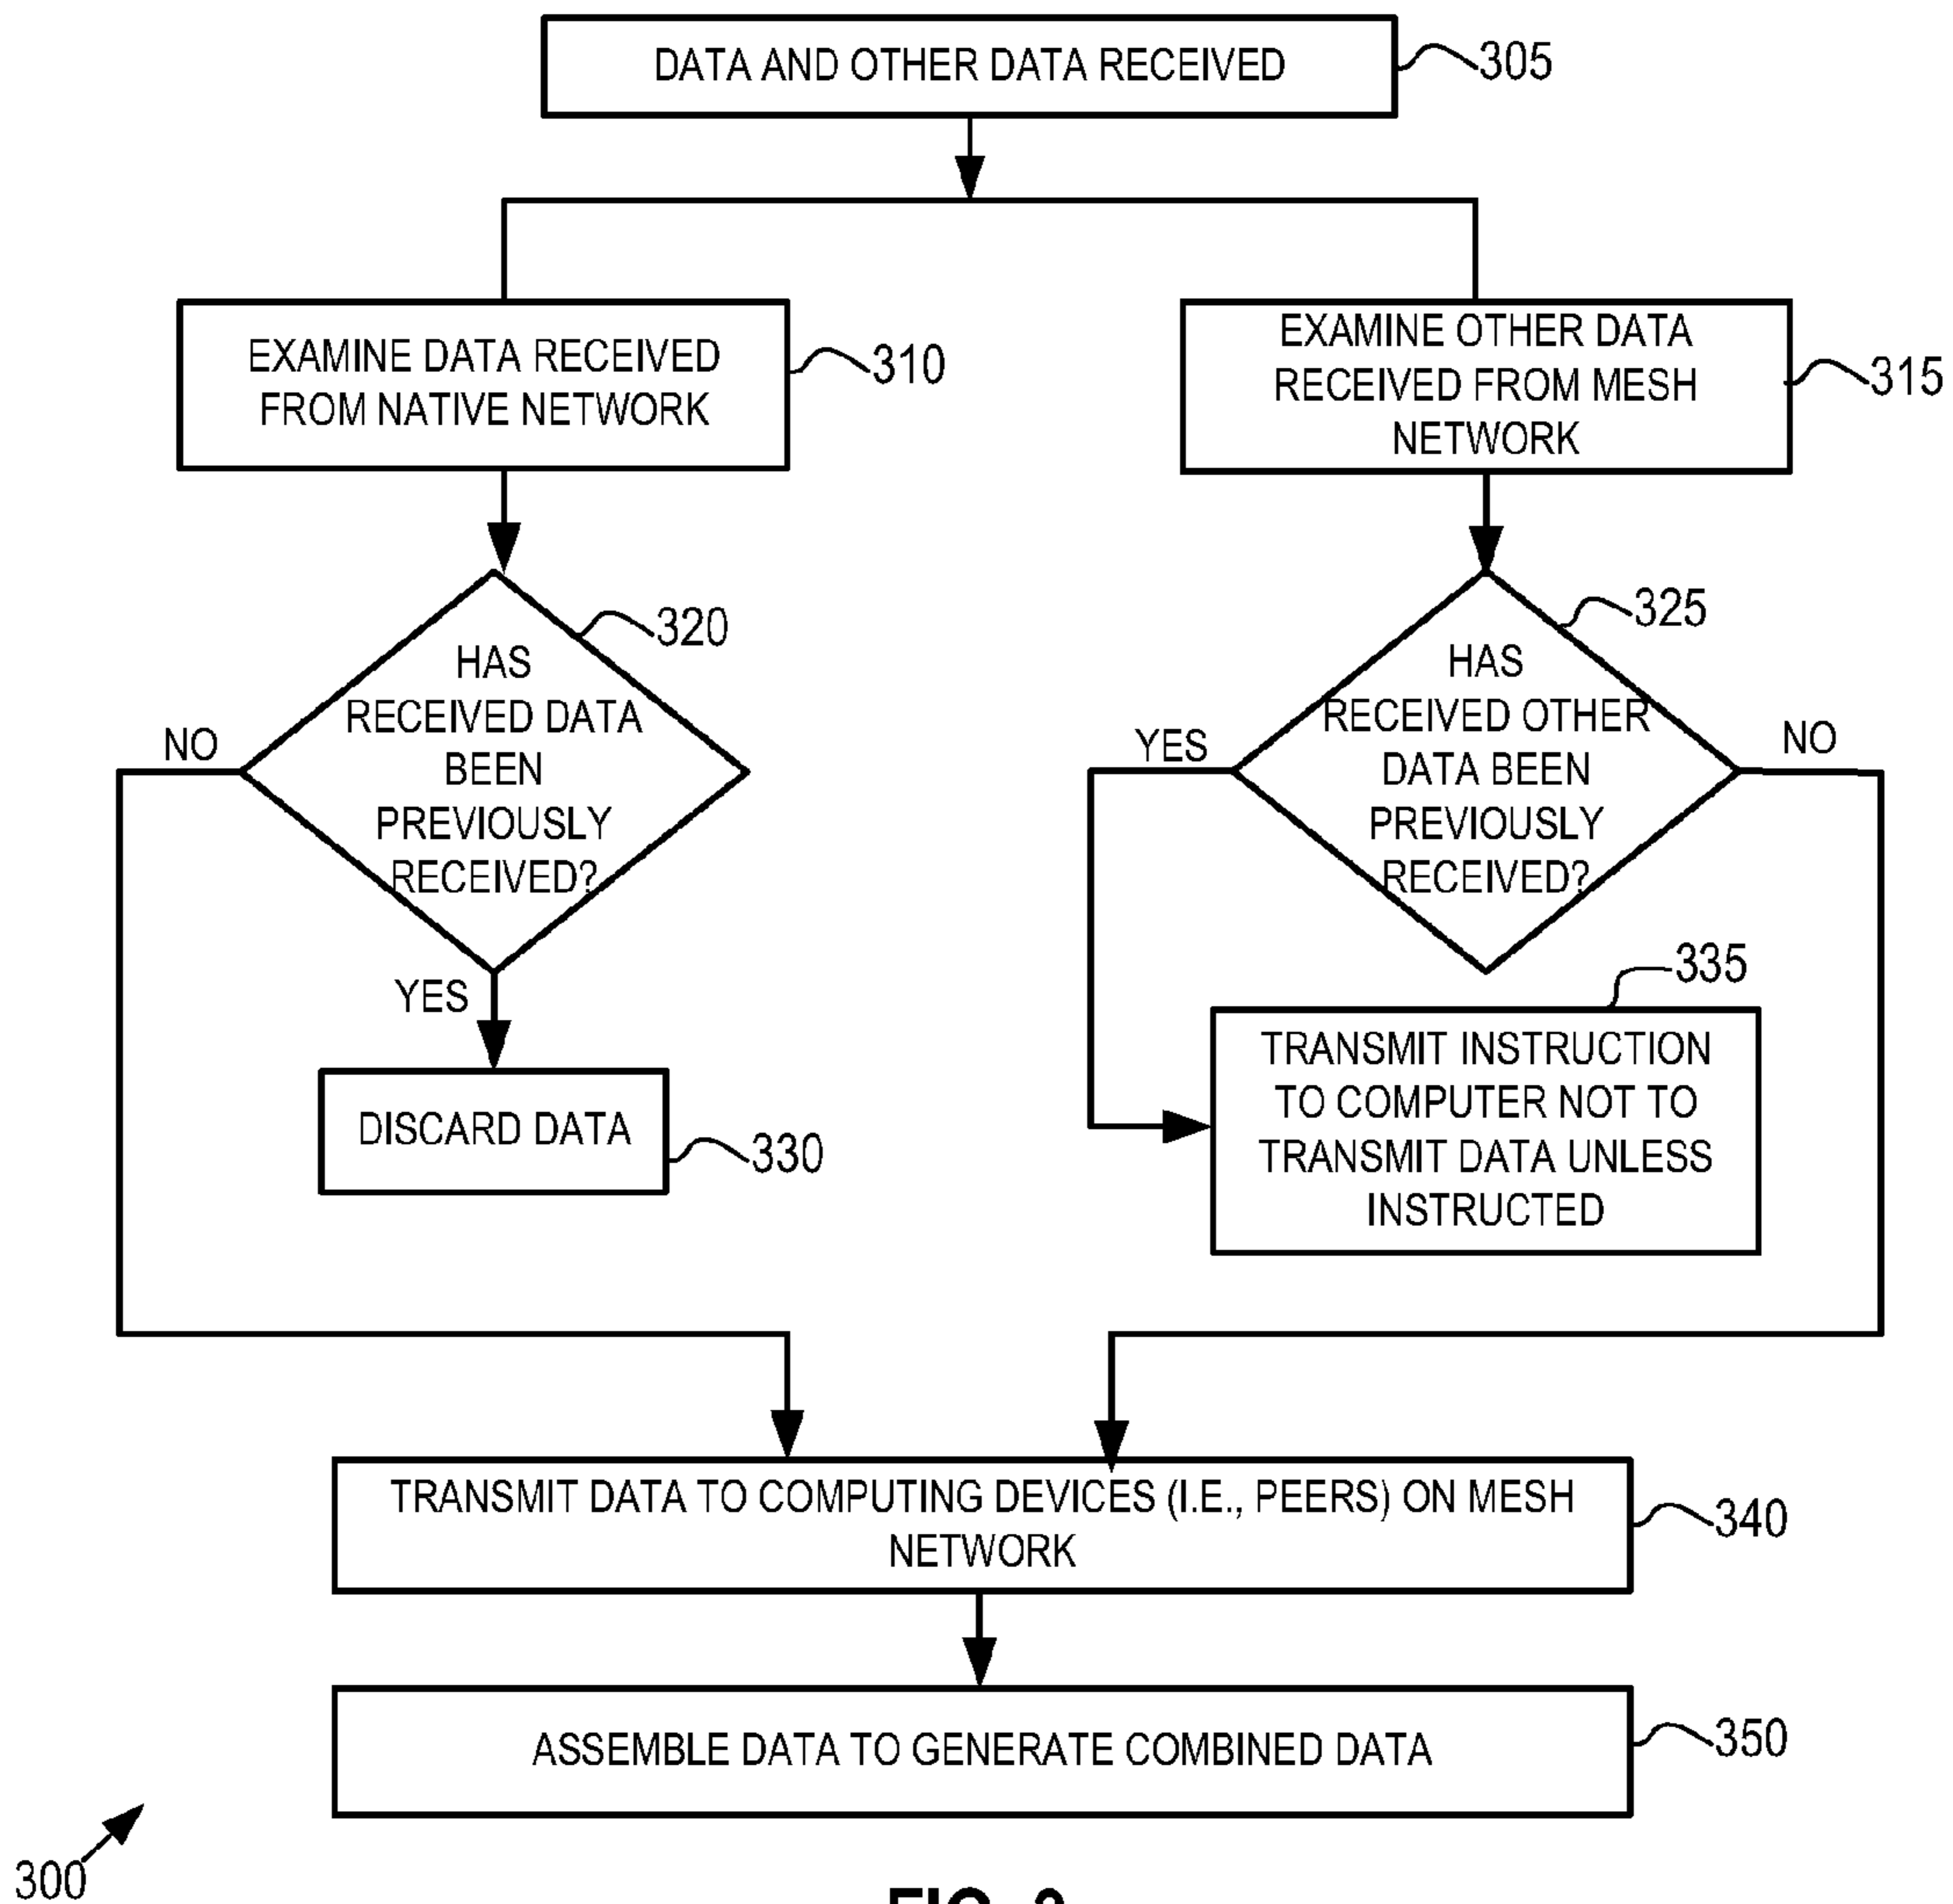 DATA AND OTHER DATA RECEIVED
305
EXAMINE DATA RECEIVED
FROM NATIVE NETWORK
310
EXAMINE OTHER DATA
RECEIVED FROM MESH
NETWORK
315
HAS
RECEIVED DATA
BEEN
PREVIOUSLY
RECEIVED?
320
NO
YES
HAS
RECEIVED OTHER
DATA BEEN
PREVIOUSLY
RECEIVED?
325
YES
NO
DISCARD DATA
330
335
TRANSMIT INSTRUCTION
TO COMPUTER NOT TO
TRANSMIT DATA UNLESS
INSTRUCTED
TRANSMIT DATA TO COMPUTING DEVICES (I.E., PEERS) ON MESH
NETWORK
340
ASSEMBLE DATA TO GENERATE COMBINED DATA
350
300